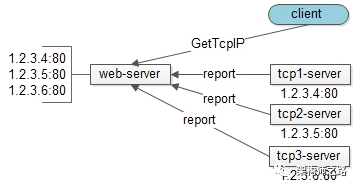 client
GetTcpIP
1.2.3.4:80
1.2.3.5:80
1.2.3.6:80
web-server
report
tcp1-server
1.2.3.4:80
report
tcp2-server
1.2.3.5:80
report
tcp3-server